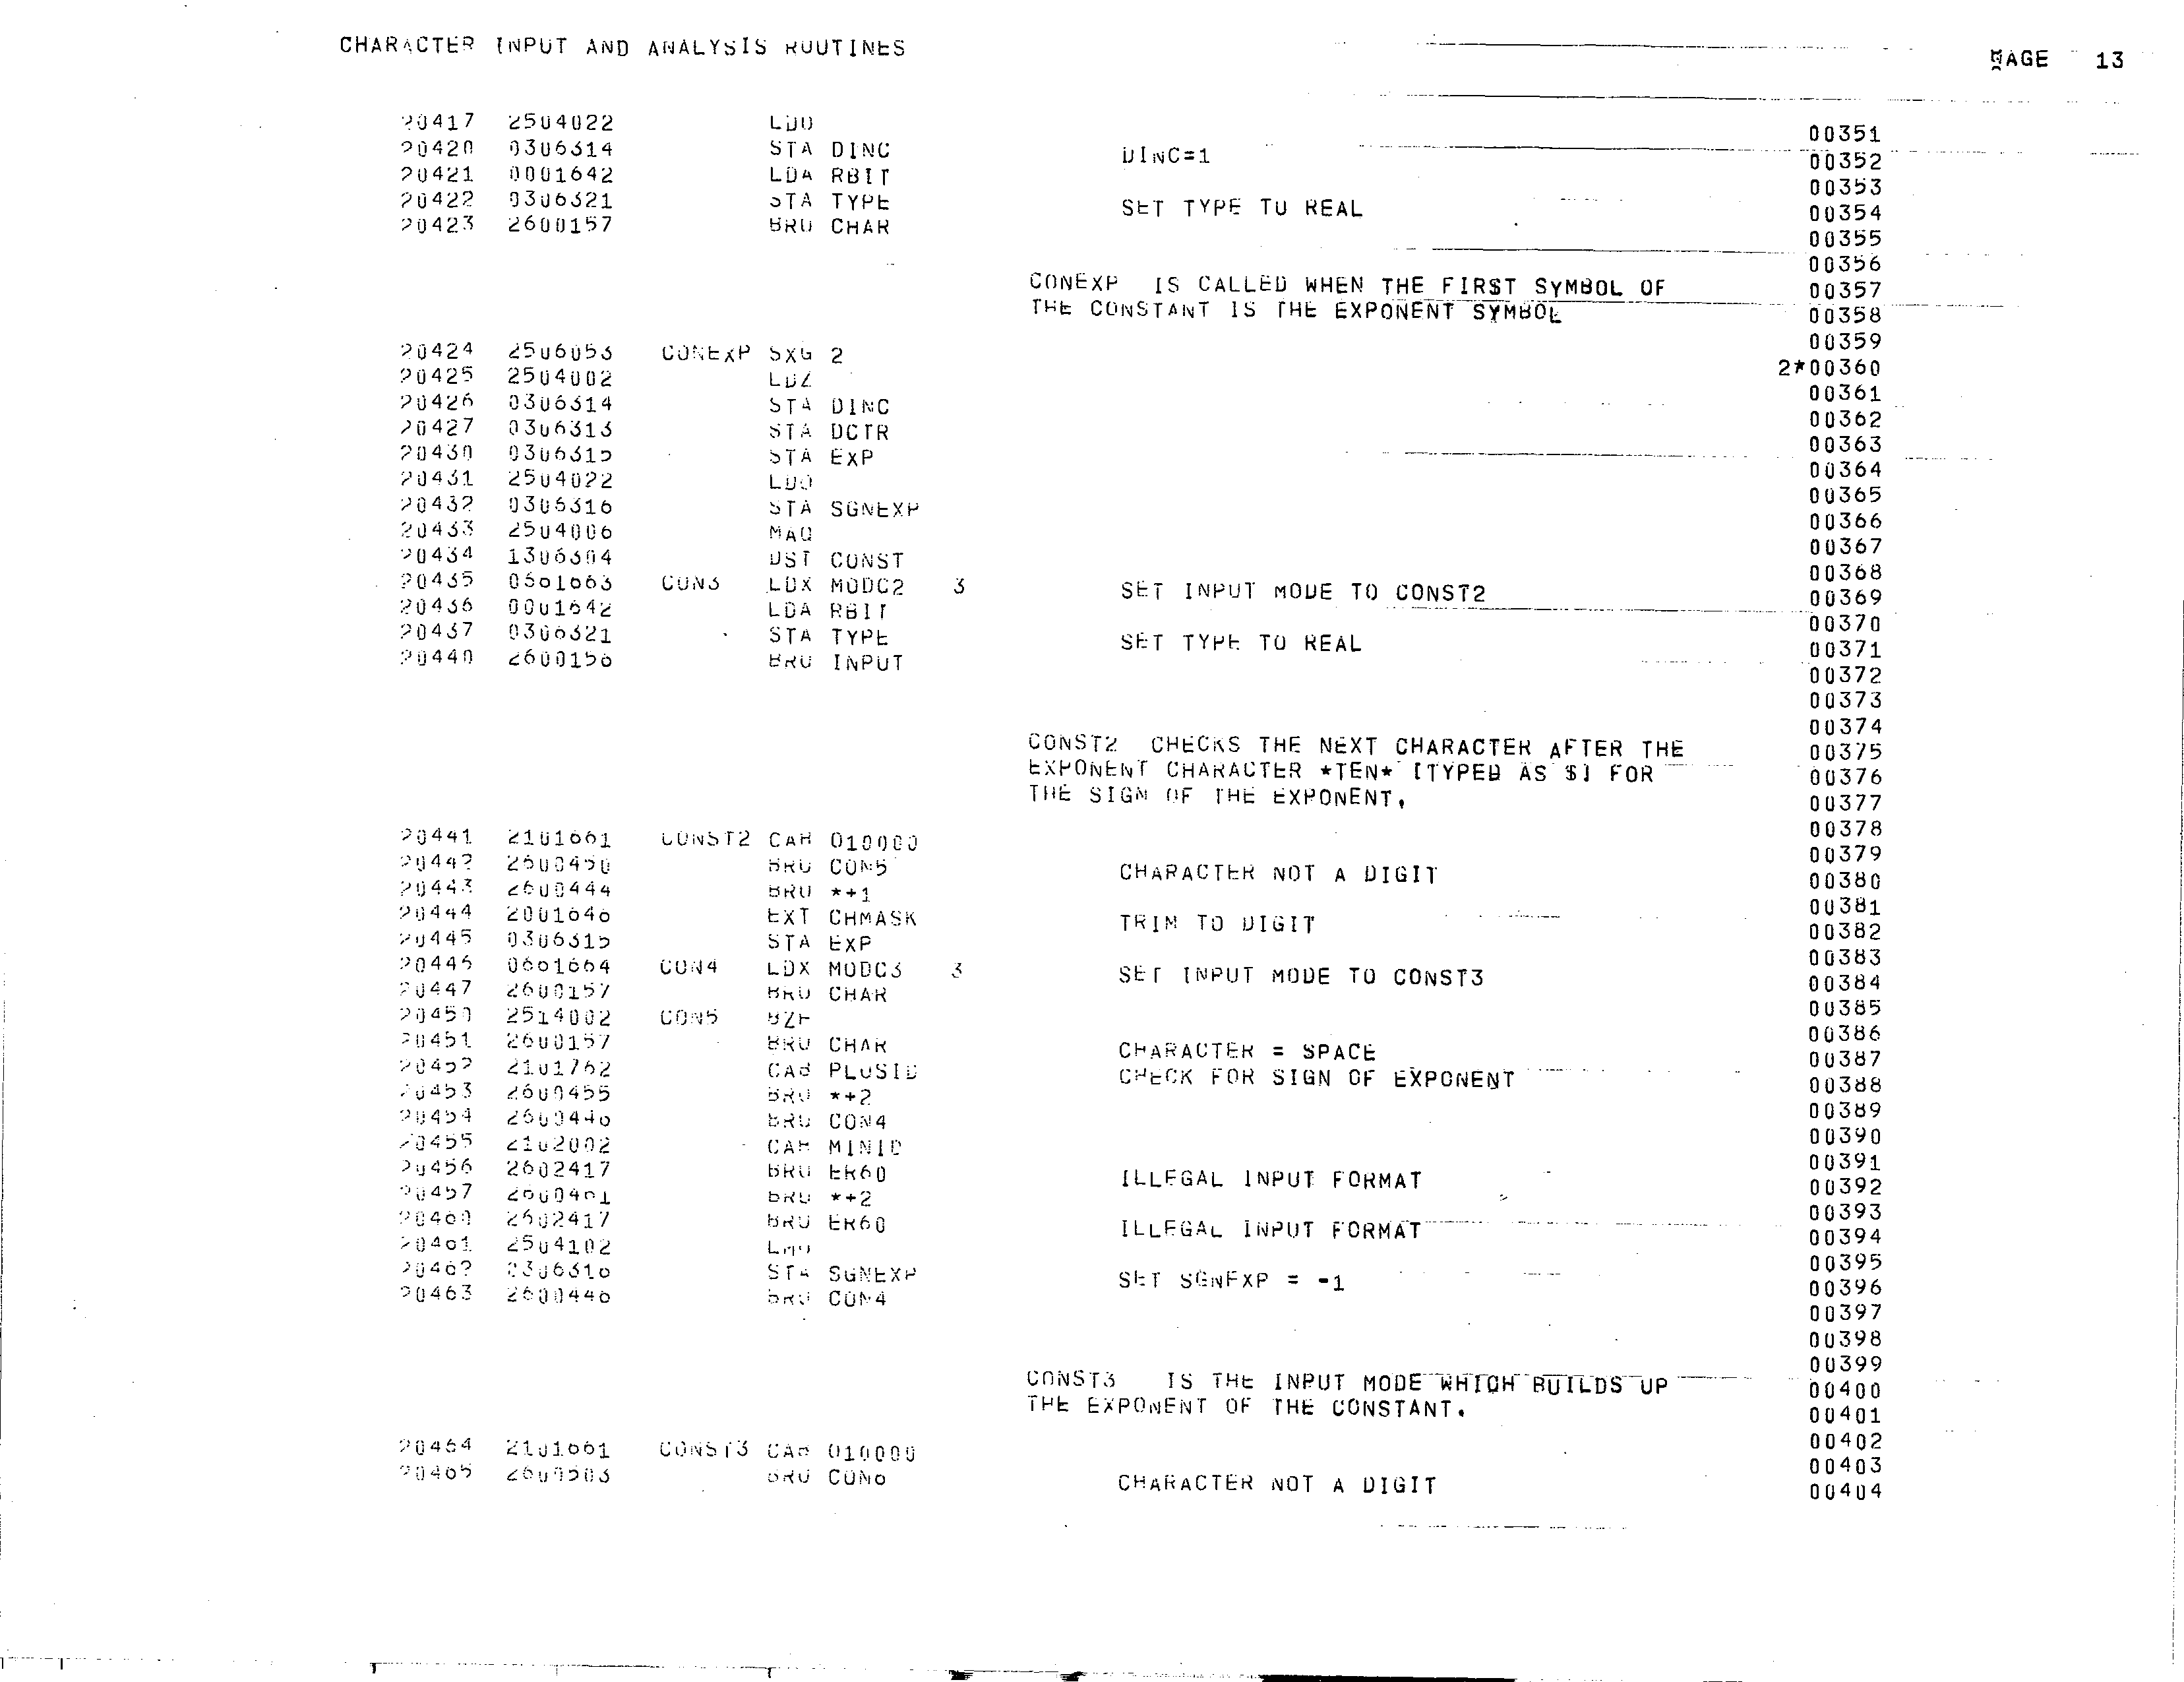 CHARACTER INPUT AND ANALYSIS ROUTINES PAGE 13
20417 2504022 LDO 00351
20420 0306314 STA DINC DINC=1 00352
20421 0001642 LDA RBIT 00353
20422 0306321 STA TYPE SET TYPE TO REAL 00354
20423 2600157 BRU CHAR 00355
00356
CONEXP IS CALLED WHEN THE FIRST SYMBOL OF 00357
THE CONSTANT IS THE EXPONENT SYMBOL 00358
00359
20424 2506053 CONEXP SXG 2 2*00360
20425 2504002 LDZ 00361
20426 0306314 STA DINC 00362
20427 0306313 STA DCTR 00363
20430 0306315 STA EXP 00364
20431 2504022 LDO 00365
20432 0306316 STA SGNEXP 00366
20433 2504006 MAQ 00367
20434 1306304 DST CONST 00368
20435 0601663 CON3 LDX MODC2 3 SET INPUT MODE TO CONST2 00369
20436 0001642 LDA RBIT 00370
20437 0306321 STA TYPE SET TYPE TO REAL 00371
20440 2600156 BRU INPUT 00372
00373
00374
CONST2 CHECKS THE NEXT CHARACTER AFTER THE 00375
EXPONENT CHARACTER *TEN* [TYPED AS $] FOR 00376
THE SIGN OF THE EXPONENT. 00377
00378
20441 2101661 CONST2 CAB 010000 00379
20442 2600450 BRU CON5 CHARACTER NOT A DIGIT 00380
20443 2600444 BRU *+1 00381
20444 2001646 EXT CHMASK TRIM TO DIGIT 00382
20445 0306315 STA EXP 00383
20446 0601664 CON4 LDX MODC3 3 SET INPUT MODE TO CONST3 00384
20447 2600157 BRU CHAR 00385
20450 2514002 CON5 BZE 00386
20451 2600157 BRU CHAR CHARACTER = SPACE 00387
20452 2101762 CAB PLUSID CHECK FOR SIGN OF EXPONENT 00388
20453 2600455 BRU *+2 00389
20454 2600446 BRU CON4 00390
20455 2102002 CAB MINID 00391
20456 2602417 BRU ER60 ILLEGAL INPUT FORMAT 00392
20457 2600461 BRU *+2 00393
20460 2602417 BRU ER60 ILLEGAL INPUT FORMAT 00394
20461 2504102 LMO 00395
20462 0306316 STA SGNEXP SET SGNEXP = -1 00396
20463 2600446 BRU CON4 00397
00398
00399
CONST3 IS THE INPUT MODE WHICH BUILDS UP 00400
THE EXPONENT OF THE CONSTANT. 00401
00402
20464 2101661 CONST3 CAB 010000 00403
20465 2600503 BRU CON6 CHARACTER NOT A DIGIT 00404